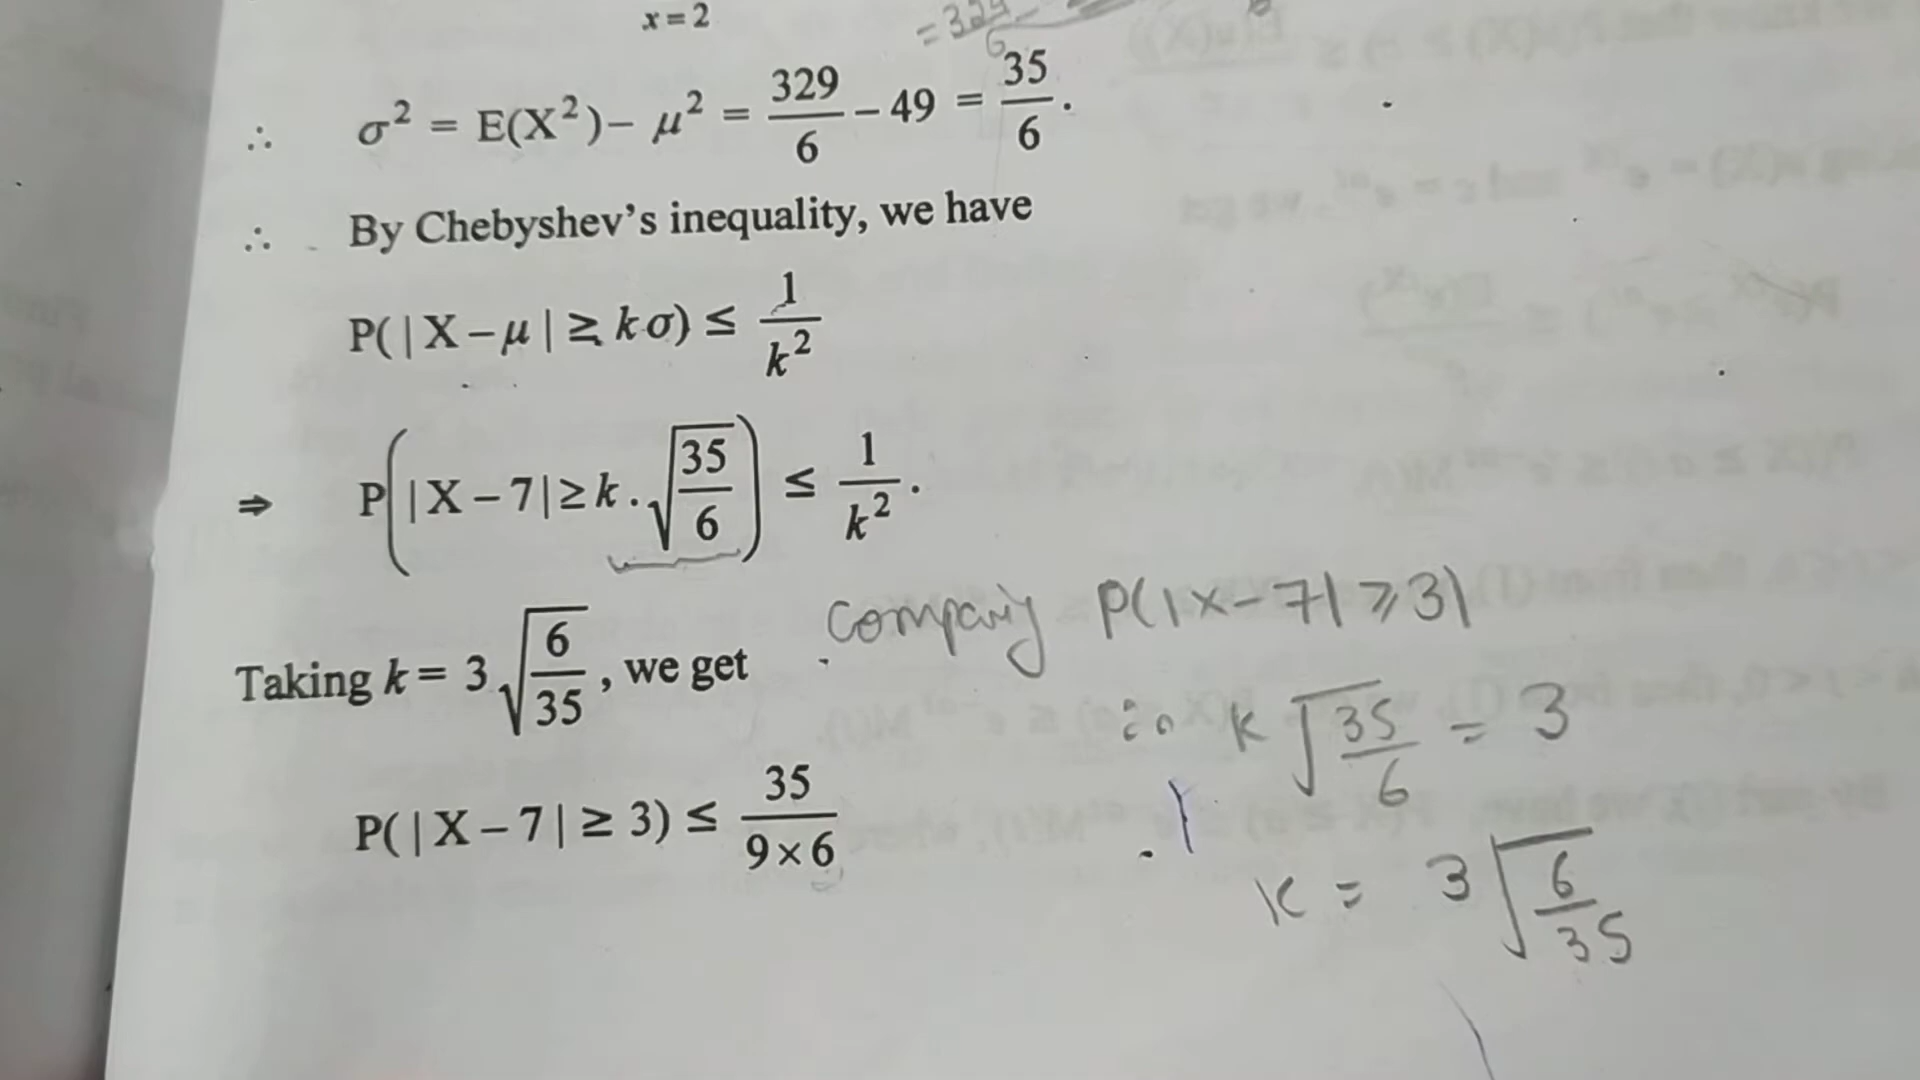 x = 2
= 329
6
∴ σ² = E(X²) − μ² = 329/6 − 49 = 35/6.
∴ By Chebyshev's inequality, we have
P(|X − μ| ≥ kσ) ≤ 1/k²
⇒ P(|X − 7| ≥ k . √(35/6)) ≤ 1/k².
Comparing P(|X − 7| ≥ 3)
Taking k = 3√(6/35), we get
∴ k √(35/6) = 3
P(|X − 7| ≥ 3) ≤ 35/(9 × 6)
k = 3√(6/35)